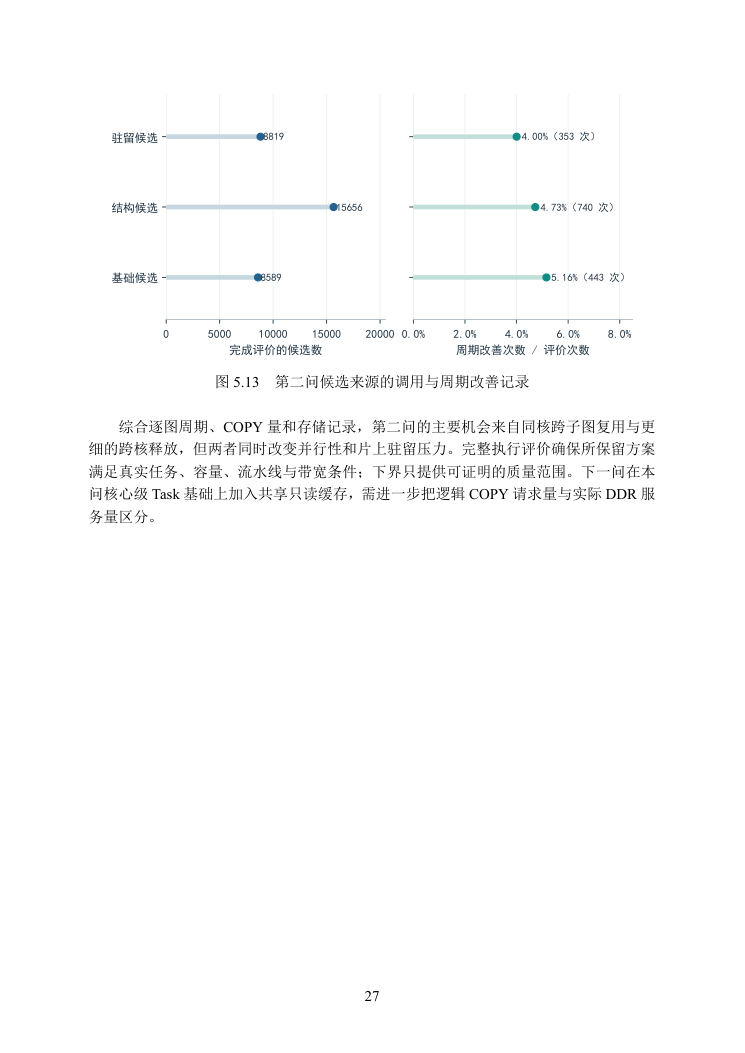 驻留候选
8819
4.00%（353 次）
结构候选
15656
4.73%（740 次）
基础候选
8589
5.16%（443 次）
0 5000 10000 15000 20000
0.0% 2.0% 4.0% 6.0% 8.0%
完成评价的候选数
周期改善次数 / 评价次数
图 5.13 第二问候选来源的调用与周期改善记录
综合逐图周期、COPY 量和存储记录，第二问的主要机会来自同核跨子图复用与更
细的跨核释放，但两者同时改变并行性和片上驻留压力。完整执行评价确保所保留方案
满足真实任务、容量、流水线与带宽条件；下界只提供可证明的质量范围。下一问在本
问核心级 Task 基础上加入共享只读缓存，需进一步把逻辑 COPY 请求量与实际 DDR 服
务量区分。
27